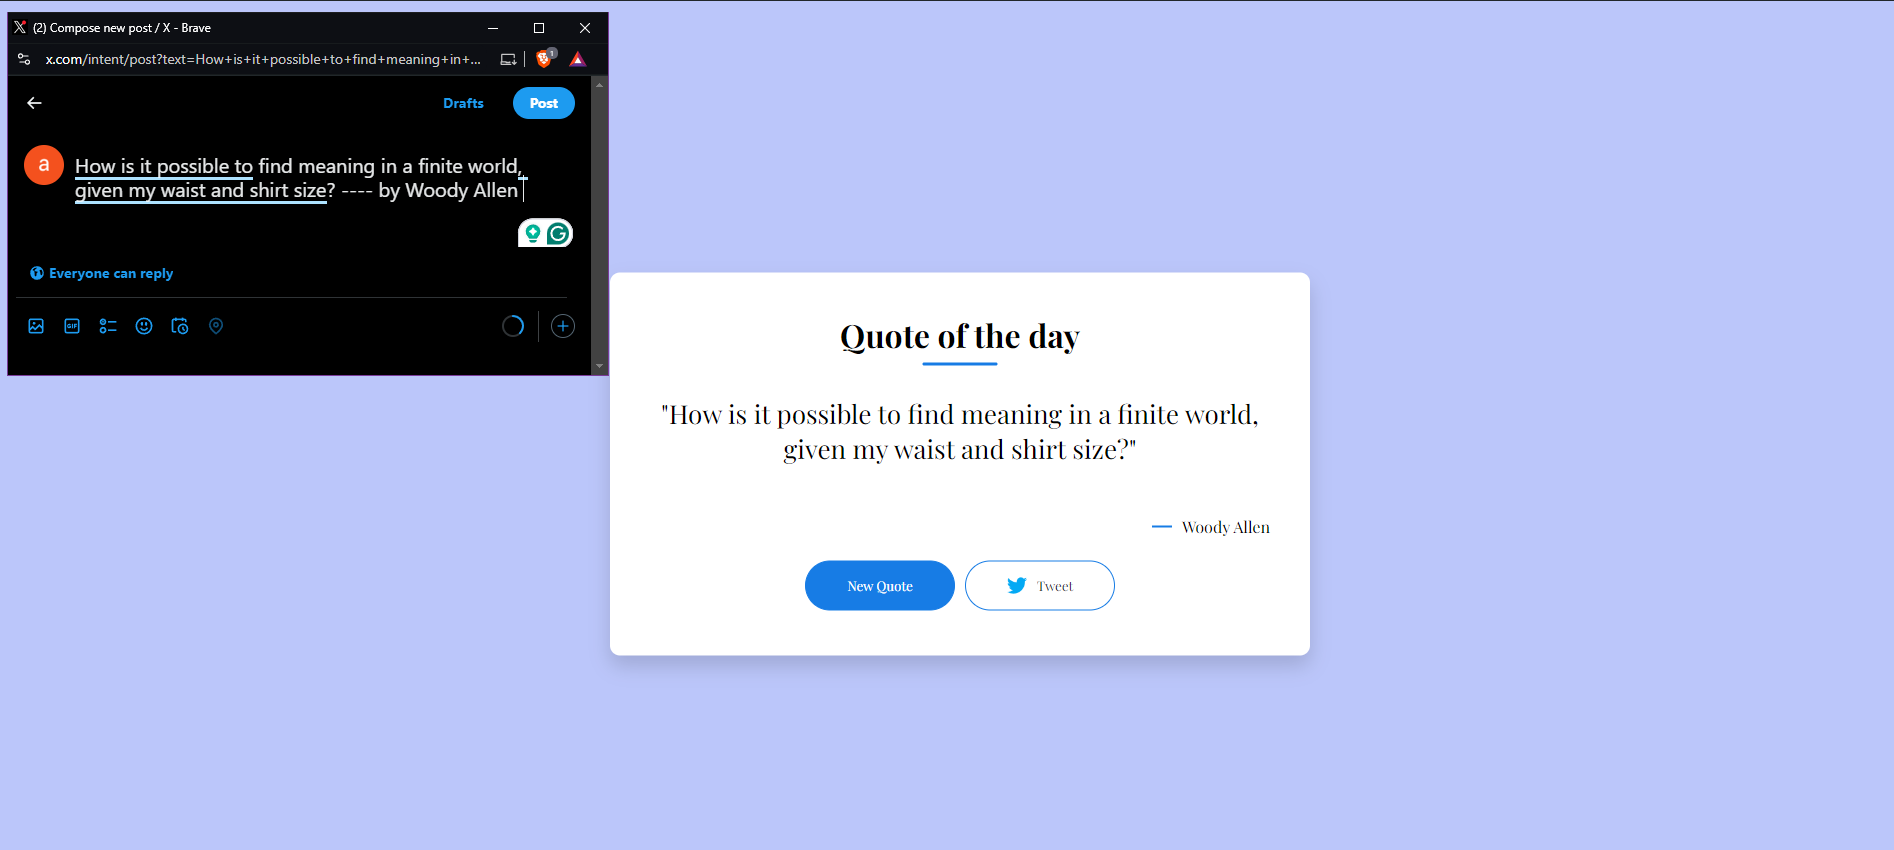 (2) Compose new post / X - Brave
x.com/intent/post?text=How+is+it+possible+to+find+meaning+in+...
1
Drafts
Post
a
How is it possible to find meaning in a finite world,
given my waist and shirt size? ---- by Woody Allen
Everyone can reply
GIF
Quote of the day
"How is it possible to find meaning in a finite world,
given my waist and shirt size?"
Woody Allen
New Quote
Tweet